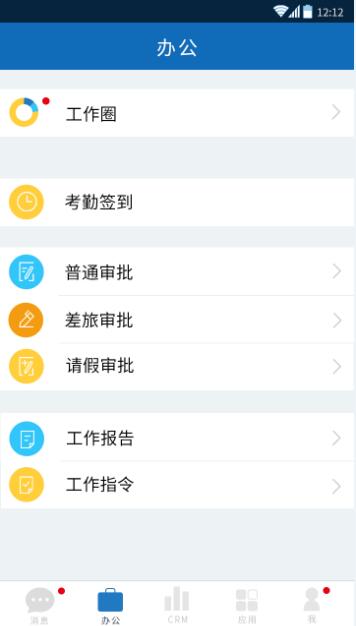 12:12
办公
工作圈
考勤签到
普通审批
差旅审批
请假审批
工作报告
工作指令
消息
办公
CRM
应用
我